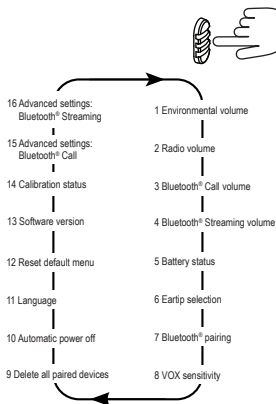 16 Advanced settings:
Bluetooth® Streaming
15 Advanced settings:
Bluetooth® Call
14 Calibration status
13 Software version
12 Reset default menu
11 Language
10 Automatic power off
9 Delete all paired devices
1 Environmental volume
2 Radio volume
3 Bluetooth® Call volume
4 Bluetooth® Streaming volume
5 Battery status
6 Eartip selection
7 Bluetooth® pairing
8 VOX sensitivity